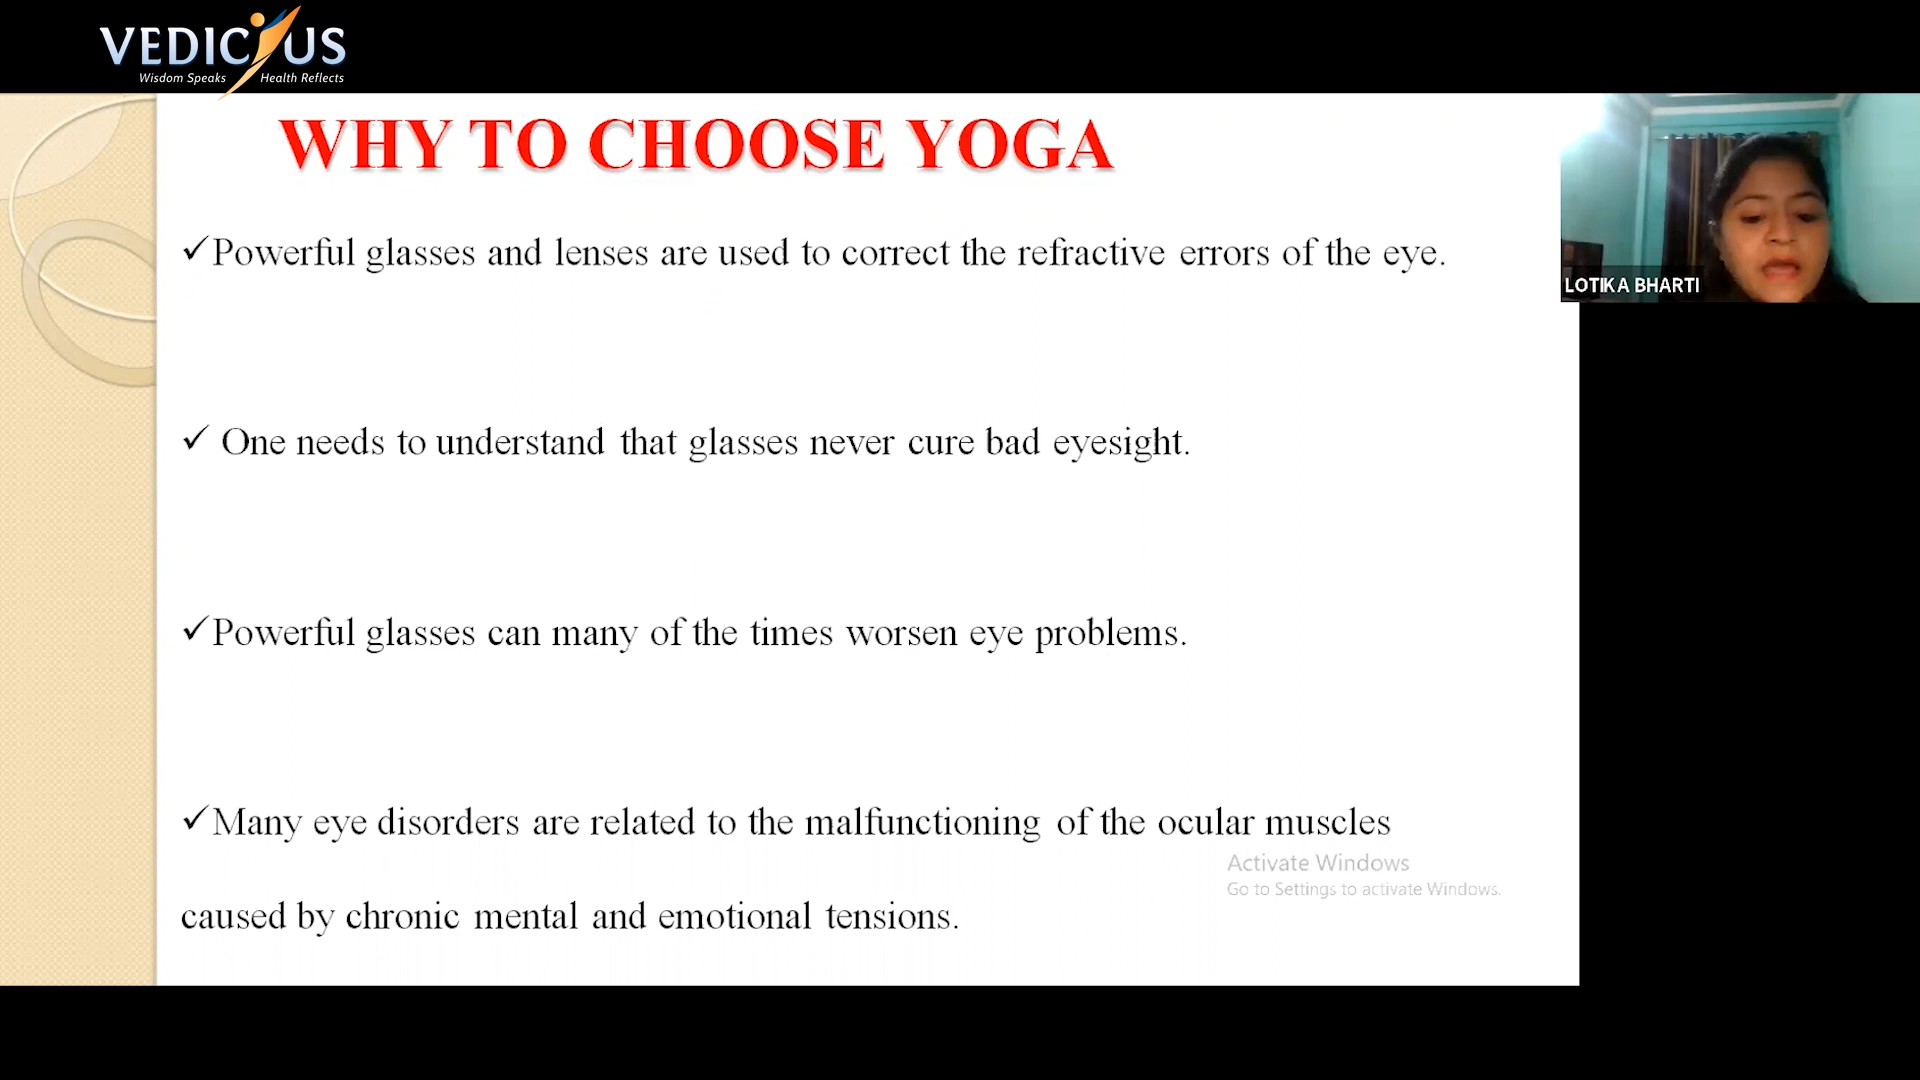 VEDICIUS
Wisdom Speaks Health Reflects
WHY TO CHOOSE YOGA
✓Powerful glasses and lenses are used to correct the refractive errors of the eye.
LOTIKA BHARTI
✓ One needs to understand that glasses never cure bad eyesight.
✓Powerful glasses can many of the times worsen eye problems.
✓Many eye disorders are related to the malfunctioning of the ocular muscles
caused by chronic mental and emotional tensions.
Activate Windows
Go to Settings to activate Windows.